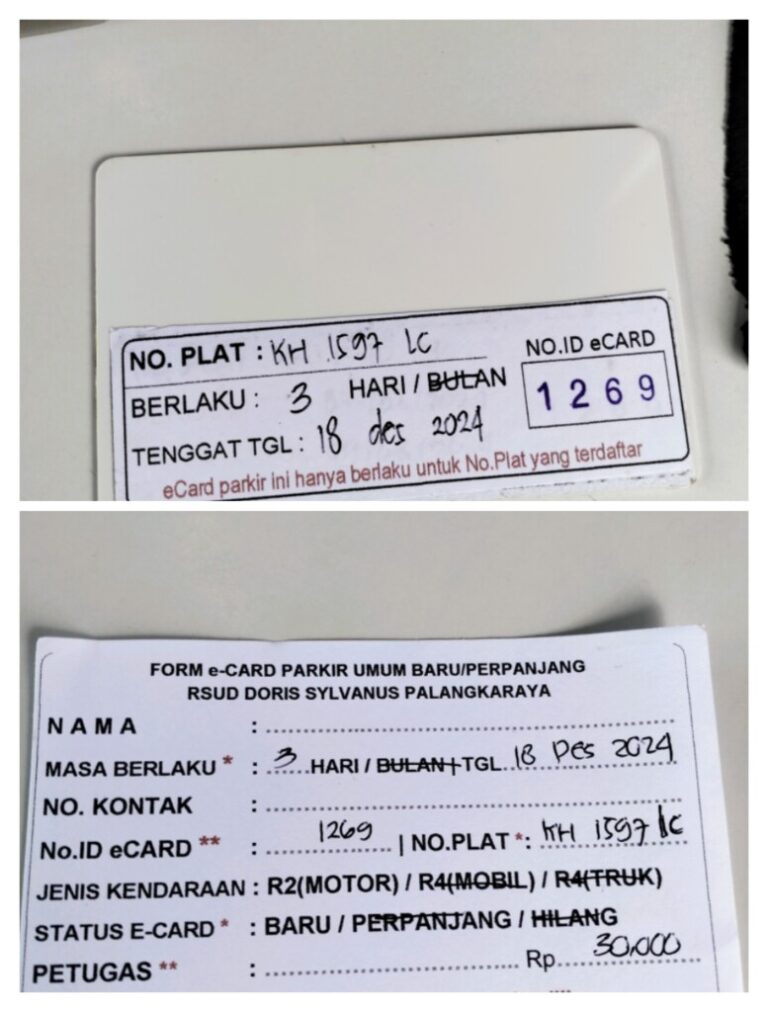 NO. PLAT : KH 1597 LC
NO.ID eCARD
BERLAKU : 3 HARI / BULAN
1269
TENGGAT TGL : 18 des 2024
eCard parkir ini hanya berlaku untuk No.Plat yang terdaftar
FORM e-CARD PARKIR UMUM BARU/PERPANJANG
RSUD DORIS SYLVANUS PALANGKARAYA
N A M A : ........................
MASA BERLAKU * : ..3.. HARI / BULAN | TGL.. 18 Des 2024
NO. KONTAK : ........................
No.ID eCARD ** : ..1269.. | NO.PLAT *: KH 1597 LC
JENIS KENDARAAN : R2(MOTOR) / R4(MOBIL) / R4(TRUK)
STATUS E-CARD * : BARU / PERPANJANG / HILANG
PETUGAS ** : ........................ Rp.. 30.000